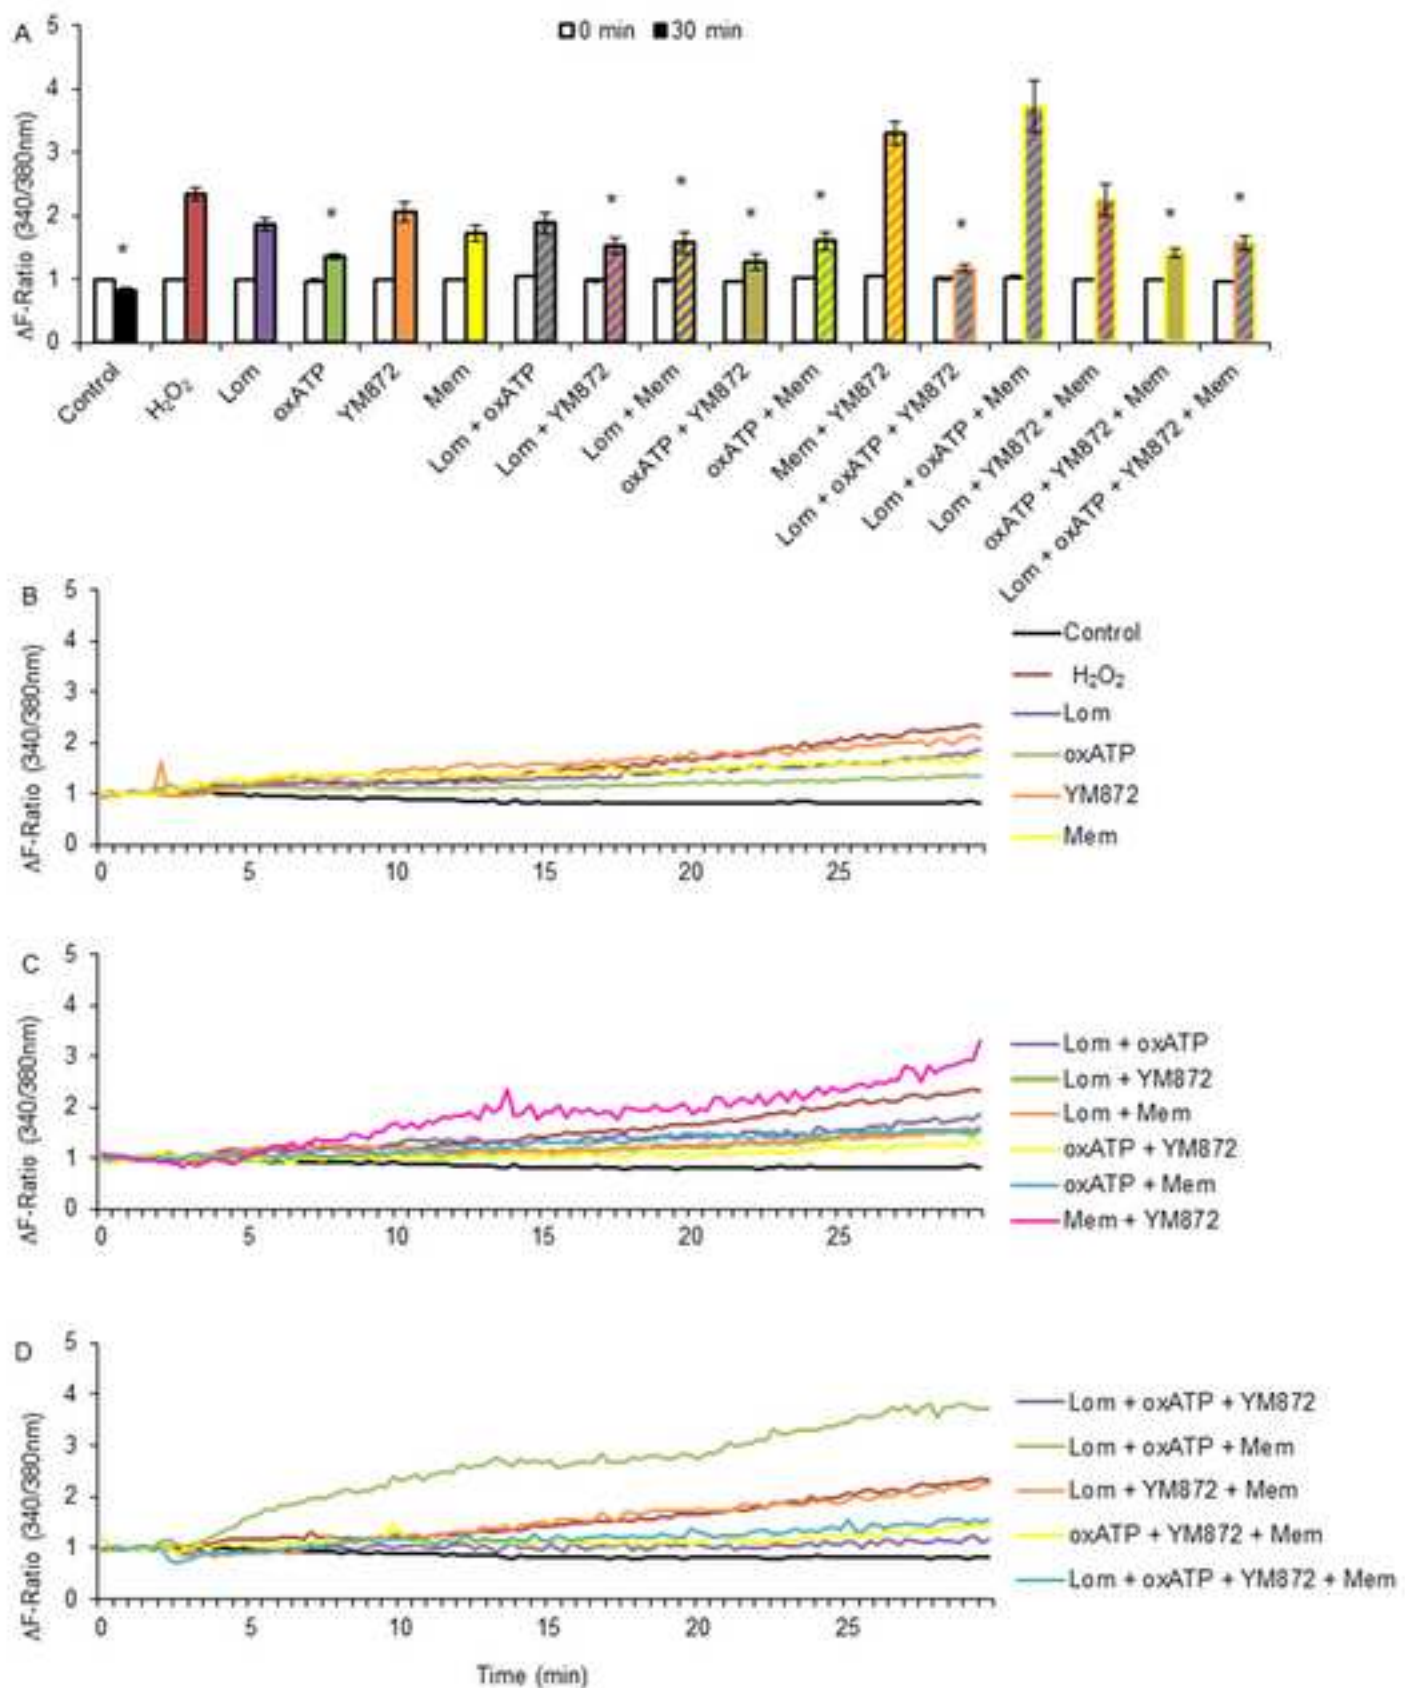 A
5
4
3
2
1
0
ΔF-Ratio (340/380nm)
0 min 30 min
* * * * * * * * *
Control
H₂O₂
Lom
oxATP
YM872
Mem
Lom + oxATP
Lom + YM872
Lom + Mem
oxATP + YM872
oxATP + Mem
Mem + YM872
Lom + oxATP + YM872
Lom + oxATP + Mem
Lom + YM872 + Mem
oxATP + YM872 + Mem
Lom + oxATP + YM872 + Mem
B
5
4
3
2
1
0
ΔF-Ratio (340/380nm)
0 5 10 15 20 25
Control
H₂O₂
Lom
oxATP
YM872
Mem
C
5
4
3
2
1
0
ΔF-Ratio (340/380nm)
0 5 10 15 20 25
Lom + oxATP
Lom + YM872
Lom + Mem
oxATP + YM872
oxATP + Mem
Mem + YM872
D
5
4
3
2
1
0
ΔF-Ratio (340/380nm)
0 5 10 15 20 25
Lom + oxATP + YM872
Lom + oxATP + Mem
Lom + YM872 + Mem
oxATP + YM872 + Mem
Lom + oxATP + YM872 + Mem
Time (min)